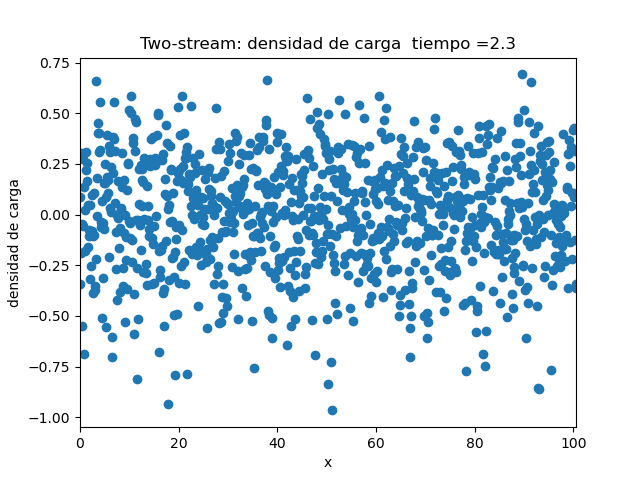 Two-stream: densidad de carga  tiempo =2.3
densidad de carga
0.75
0.50
0.25
0.00
−0.25
−0.50
−0.75
−1.00
0 20 40 60 80 100
x